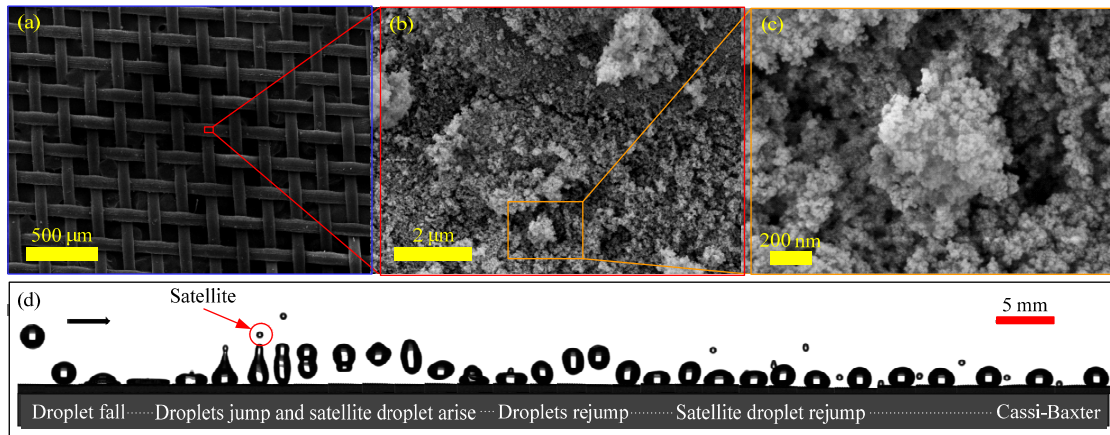 (a)
500 μm
(b)
2 μm
(c)
200 nm
(d)
Satellite
5 mm
Droplet fall
Droplets jump and satellite droplet arise
Droplets rejump
Satellite droplet rejump
Cassi-Baxter